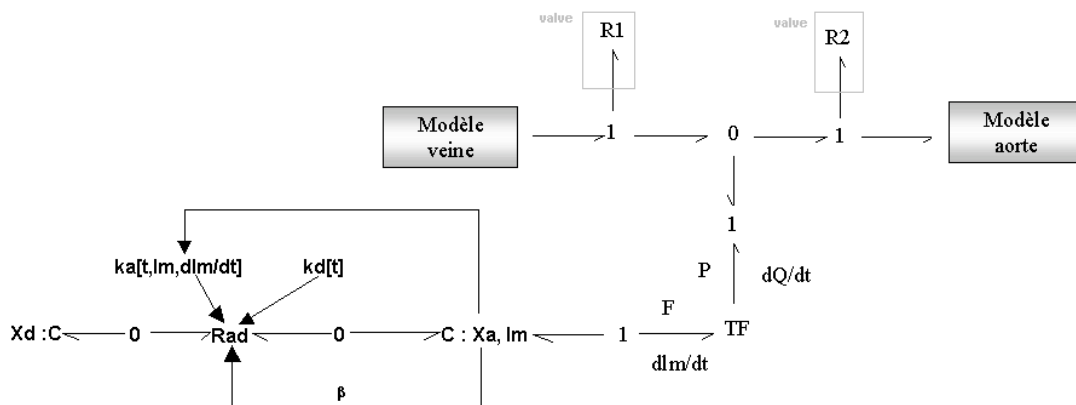 valve
R1
valve
R2
Modèle
veine
1
0
1
Modèle
aorte
1
ka[t,lm,dlm/dt]
kd[t]
P
dQ/dt
F
Xd :C
0
Rad
0
C : Xa, lm
1
TF
dlm/dt
β